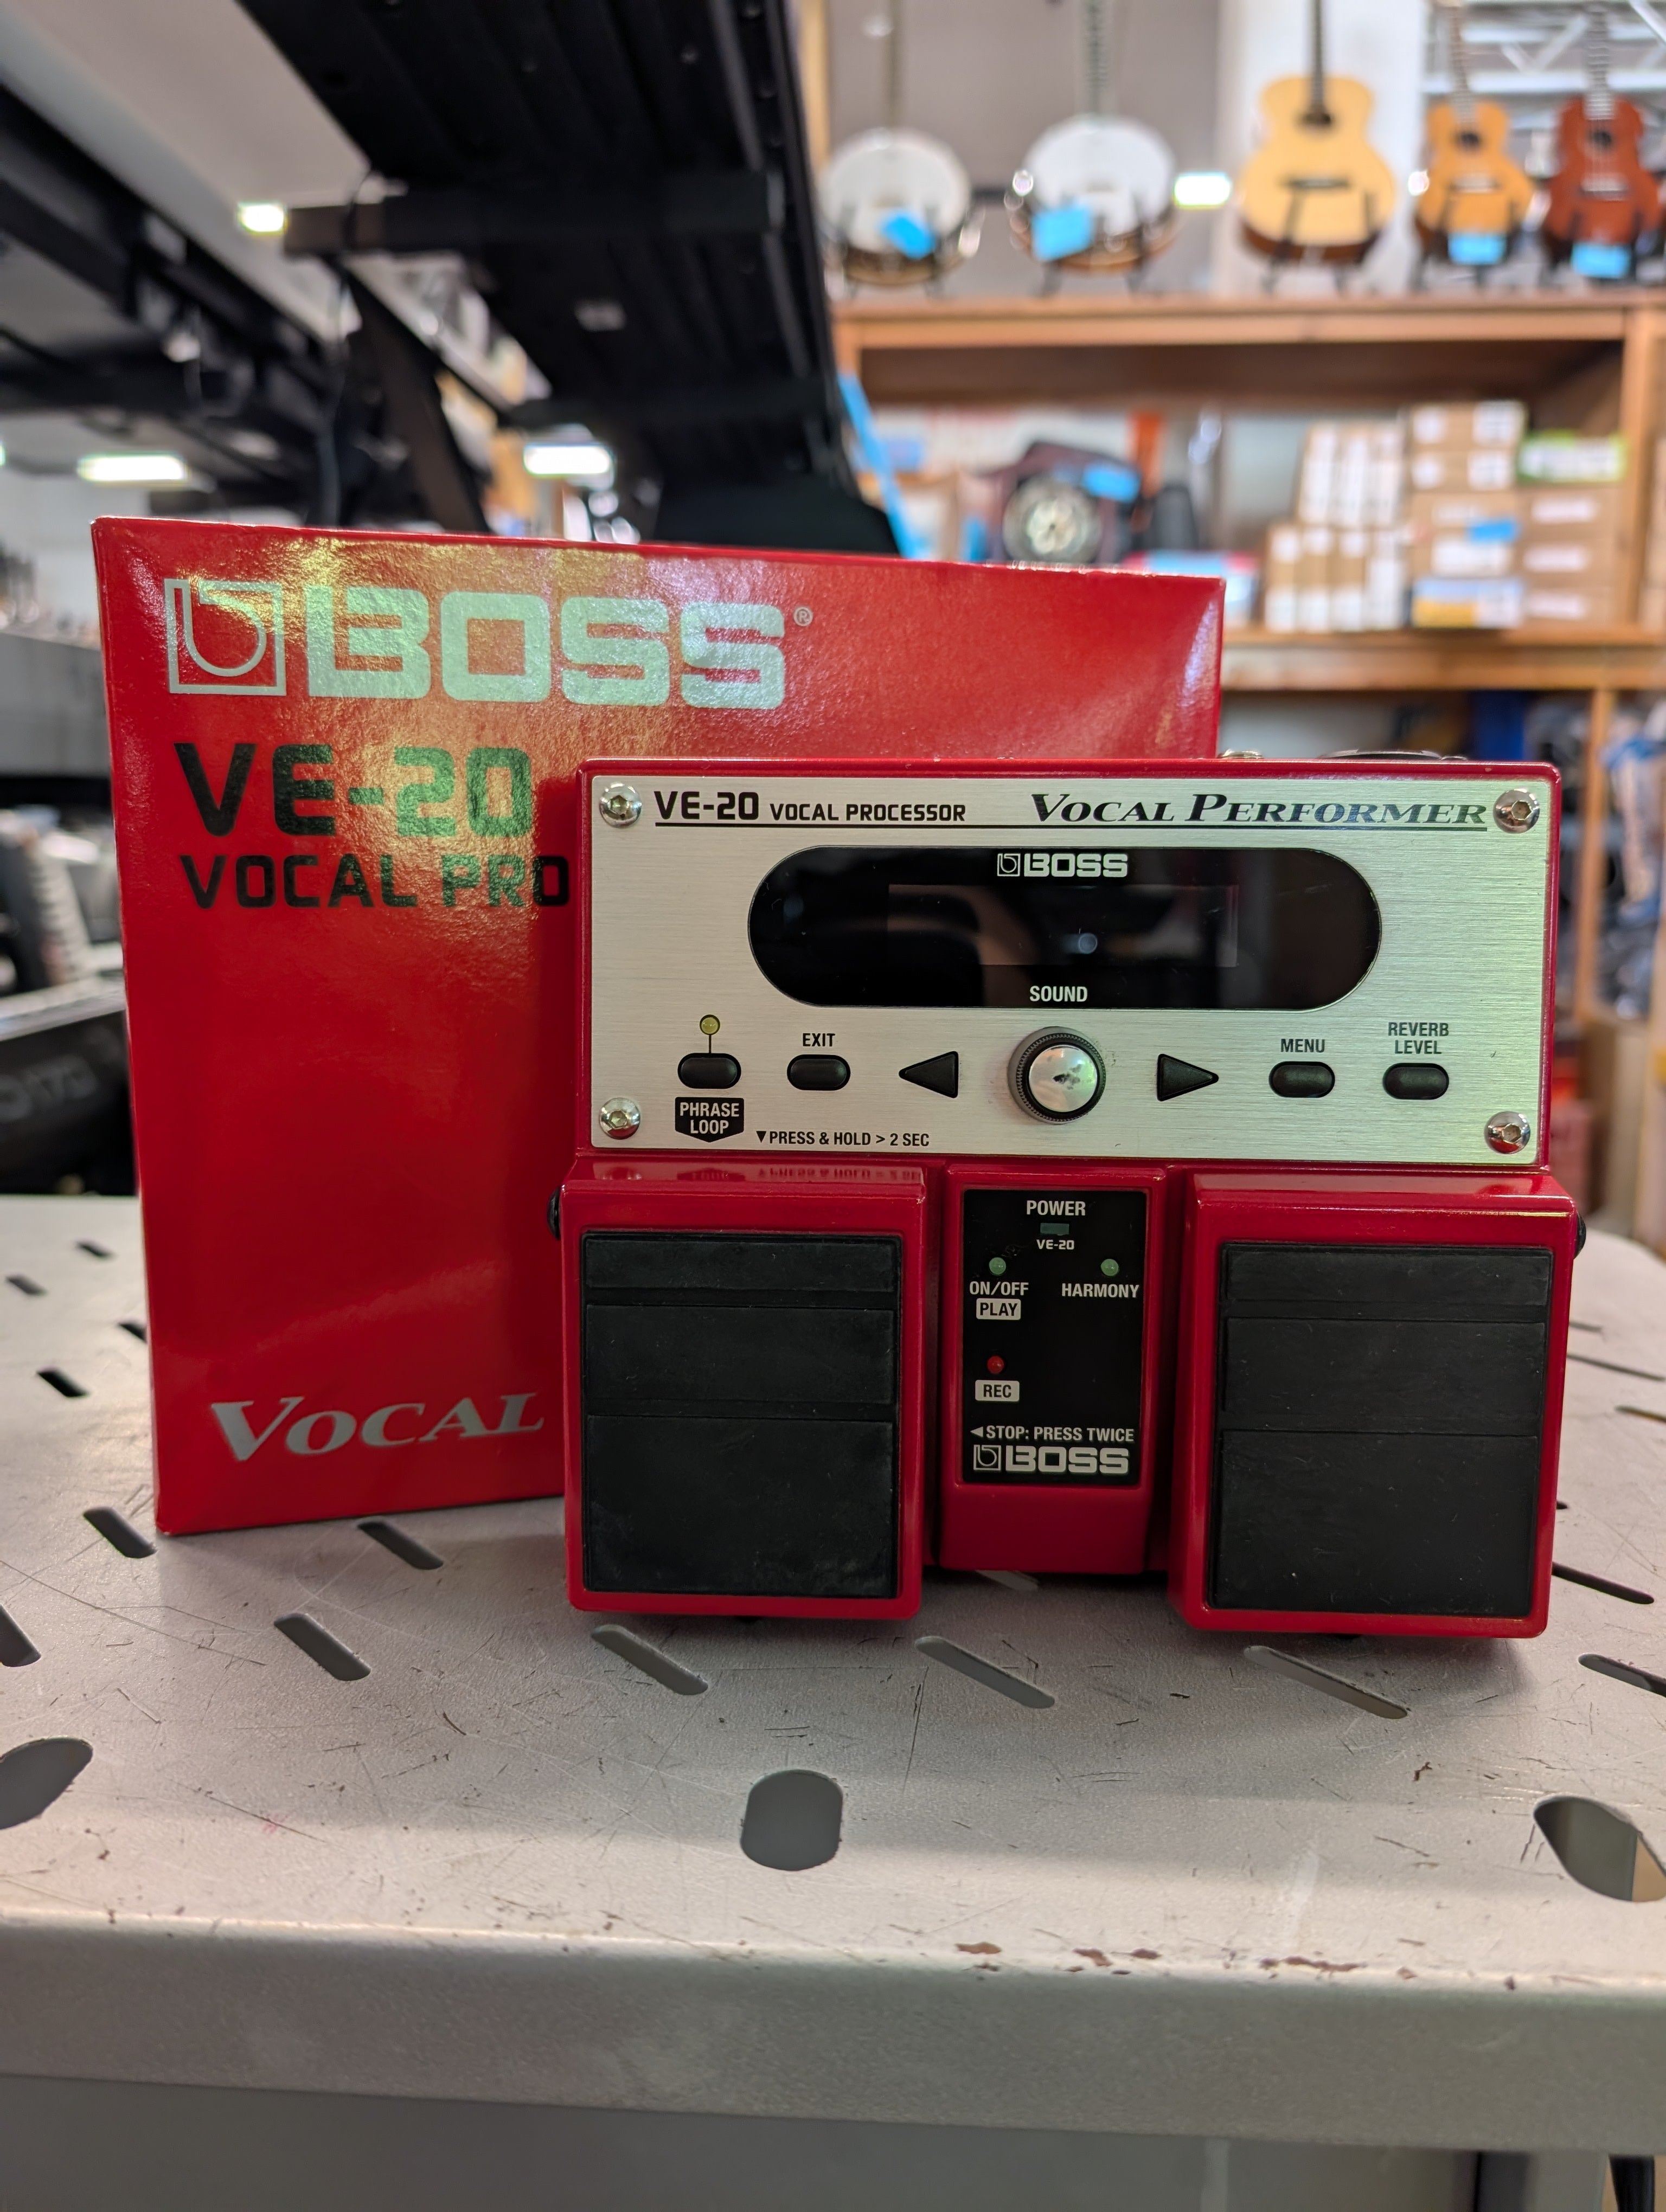 BOSS®
VE-20
VOCAL PRO
VOCAL
VE-20 VOCAL PROCESSOR VOCAL PERFORMER
BOSS
SOUND
EXIT
MENU
REVERB
LEVEL
PHRASE
LOOP
▼PRESS & HOLD > 2 SEC
POWER
VE-20
ON/OFF HARMONY
PLAY
REC
◀STOP: PRESS TWICE
BOSS